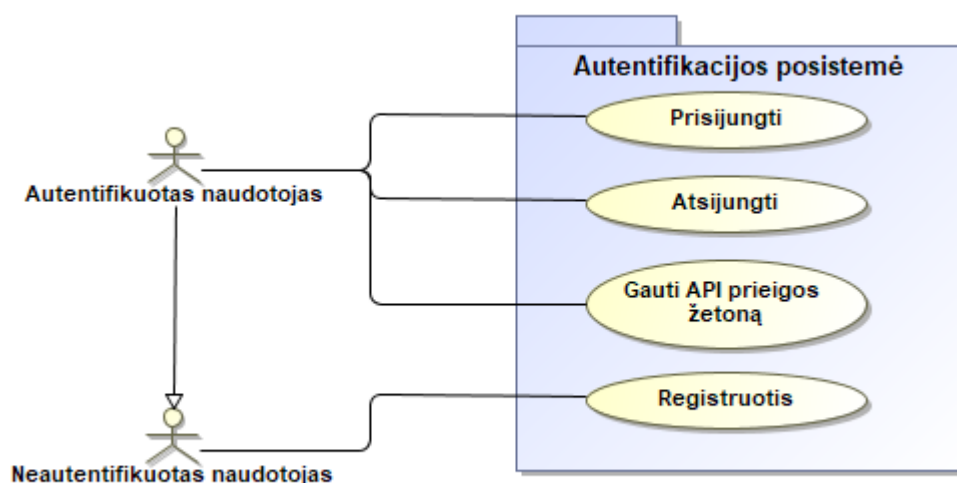 Autentifikacijos posistemė
Prisijungti
Autentifikuotas naudotojas
Atsijungti
Gauti API prieigos
žetoną
Registruotis
Neautentifikuotas naudotojas